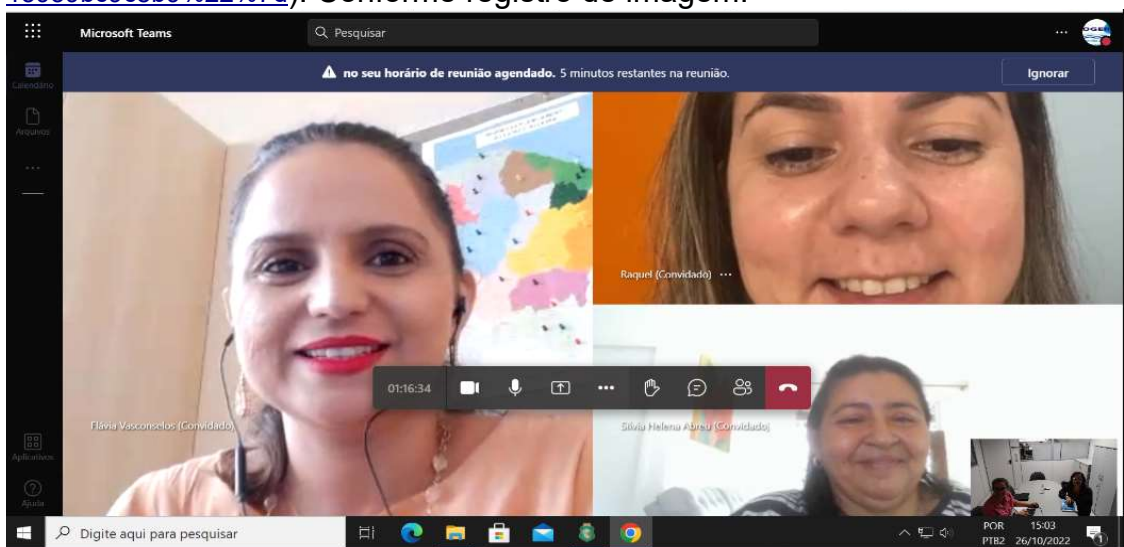 ). Conforme registro de imagem:
Microsoft Teams
Pesquisar
no seu horário de reunião agendado. 5 minutos restantes na reunião.
Ignorar
Calendário
Arquivos
Raquel (Convidado)
01:16:34
Flávia Vasconselos (Convidado)
Silvia Helena Abreu (Convidado)
Aplicativos
Ajuda
Digite aqui para pesquisar
POR
15:03
PTB2
26/10/2022